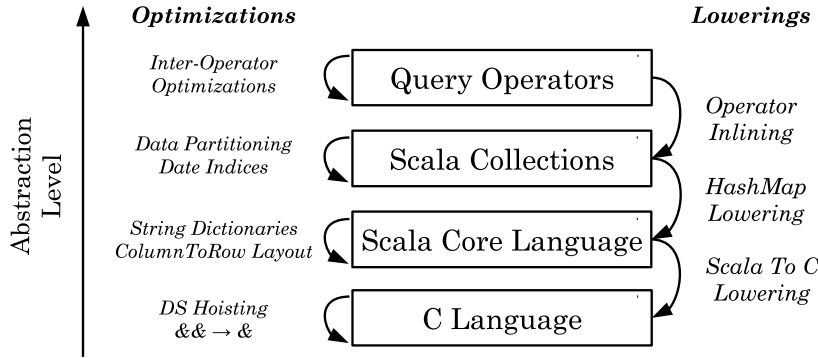 Optimizations
Lowerings
Inter-Operator
Optimizations
Query Operators
Operator
Inlining
Data Partitioning
Date Indices
Scala Collections
HashMap
Lowering
Abstraction
Level
String Dictionaries
ColumnToRow Layout
Scala Core Language
Scala To C
Lowering
DS Hoisting
&& → &
C Language